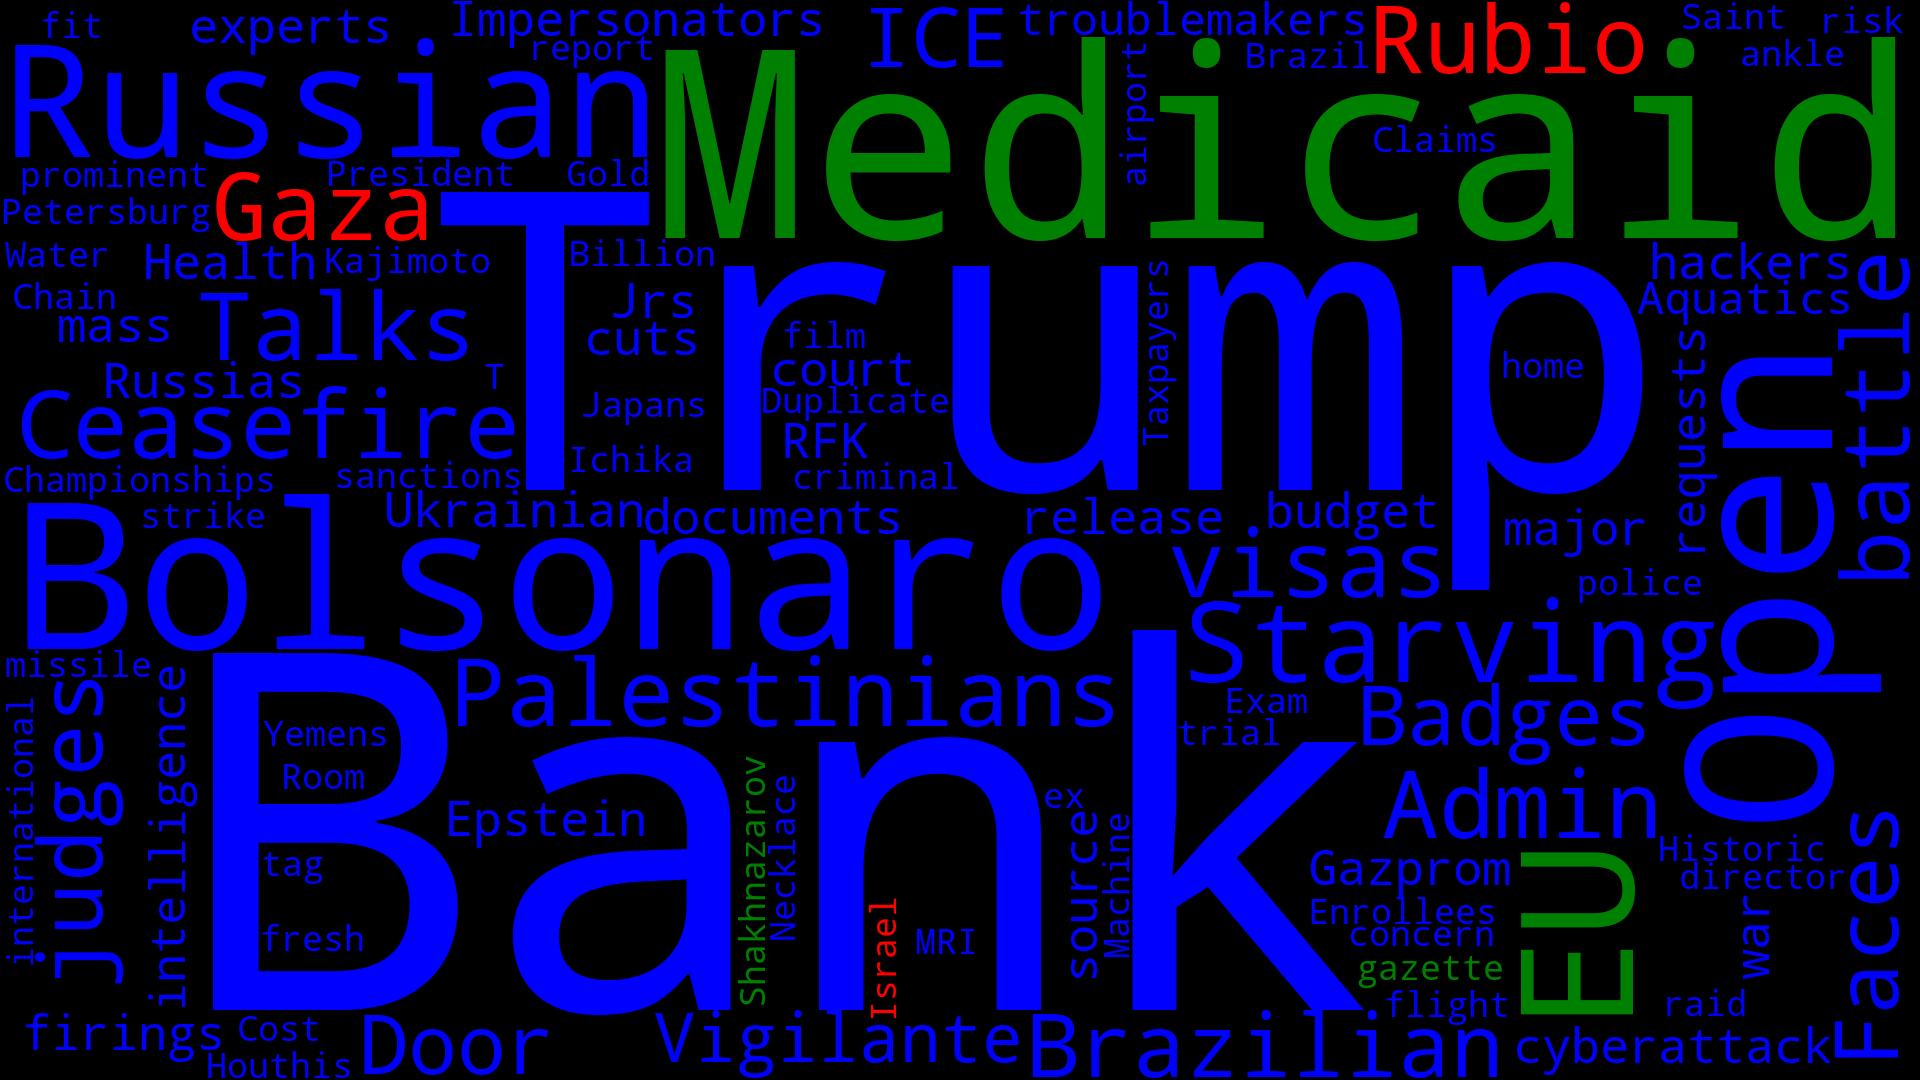 fit
experts
Impersonators
report
ICE
troublemakers
Brazil
Rubio
Saint
risk
ankle
Russian
Medicaid
airport
Claims
prominent
President
Gold
Petersburg
Gaza
Trump
Water
Health
Kajimoto
Billion
hackers
Chain
mass
Talks
Jrs
cuts
film
court
Taxpayers
home
Aquatics
battle
requests
open
Russias
T
Japans
Duplicate
Ceasefire
RFK
Ichika
criminal
Championships
sanctions
strike
Ukrainian
documents
release
budget
major
Bolsonaro
visas
police
Starving
missile
judges
intelligence
international
Bank
Palestinians
Exam
trial
Badges
Yemens
Room
Epstein
Shakhnazarov
Necklace
ex
source
Machine
Admin
tag
Gazprom
EU
Historic
director
Faces
fresh
Israel
MRI
Enrollees
concern
war
gazette
flight
raid
firings
Cost
Houthis
Door
Vigilante
Brazilian
cyberattack